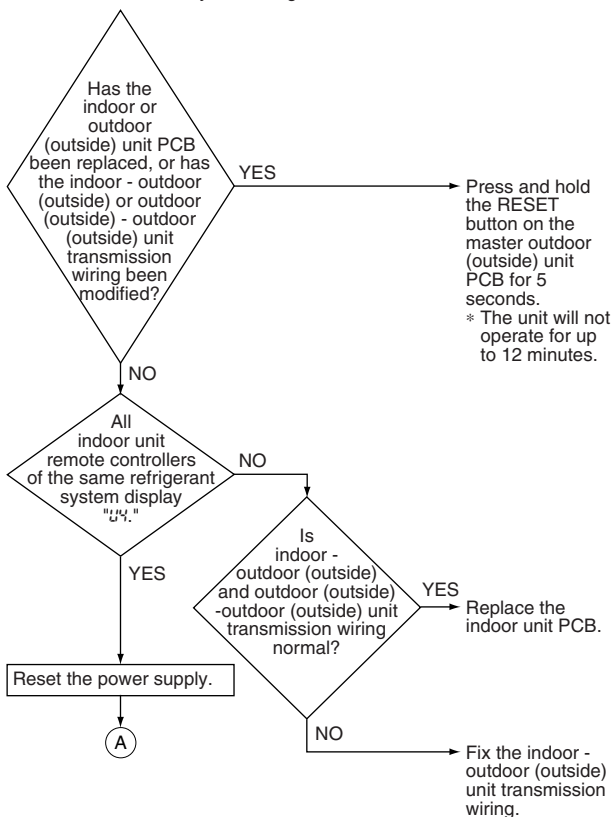 Has the
indoor or
outdoor
(outside) unit PCB
been replaced, or has
the indoor - outdoor
(outside) or outdoor
(outside) - outdoor
(outside) unit
transmission
wiring been
modified?
YES
Press and hold
the RESET
button on the
master outdoor
(outside) unit
PCB for 5
seconds.
* The unit will not
operate for up
to 12 minutes.
NO
All
indoor unit
remote controllers
of the same refrigerant
system display
"U4."
NO
YES
Is
indoor -
outdoor (outside)
and outdoor (outside)
-outdoor (outside) unit
transmission wiring
normal?
YES
Replace the
indoor unit PCB.
Reset the power supply.
A
NO
Fix the indoor -
outdoor (outside)
unit transmission
wiring.